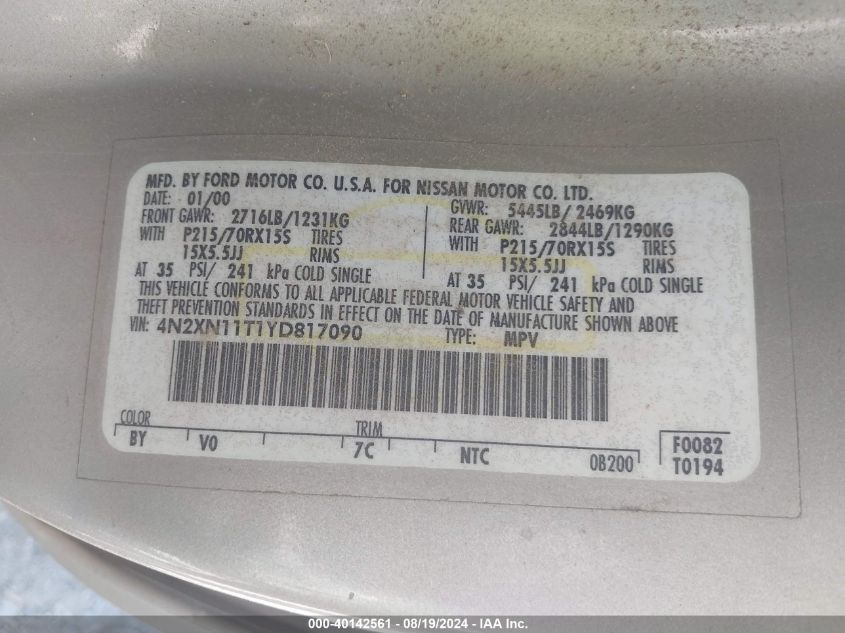 MFD. BY FORD MOTOR CO. U.S.A. FOR NISSAN MOTOR CO. LTD.
DATE: 01/00 GVWR: 5445LB/2469KG
FRONT GAWR: 2716LB/1231KG REAR GAWR: 2844LB/1290KG
WITH P215/70RX15S TIRES WITH P215/70RX15S TIRES
15X5.5JJ RIMS 15X5.5JJ RIMS
AT 35 PSI/ 241 kPa COLD SINGLE AT 35 PSI/ 241 kPa COLD SINGLE
THIS VEHICLE CONFORMS TO ALL APPLICABLE FEDERAL MOTOR VEHICLE SAFETY AND
THEFT PREVENTION STANDARDS IN EFFECT ON THE DATE OF MANUFACTURE SHOWN ABOVE
VIN: 4N2XN11T1YD817090 TYPE: MPV
COLOR TRIM
BY V0 7C NTC 0B200 F0082
T0194
000-40142561 - 08/19/2024 - IAA Inc.